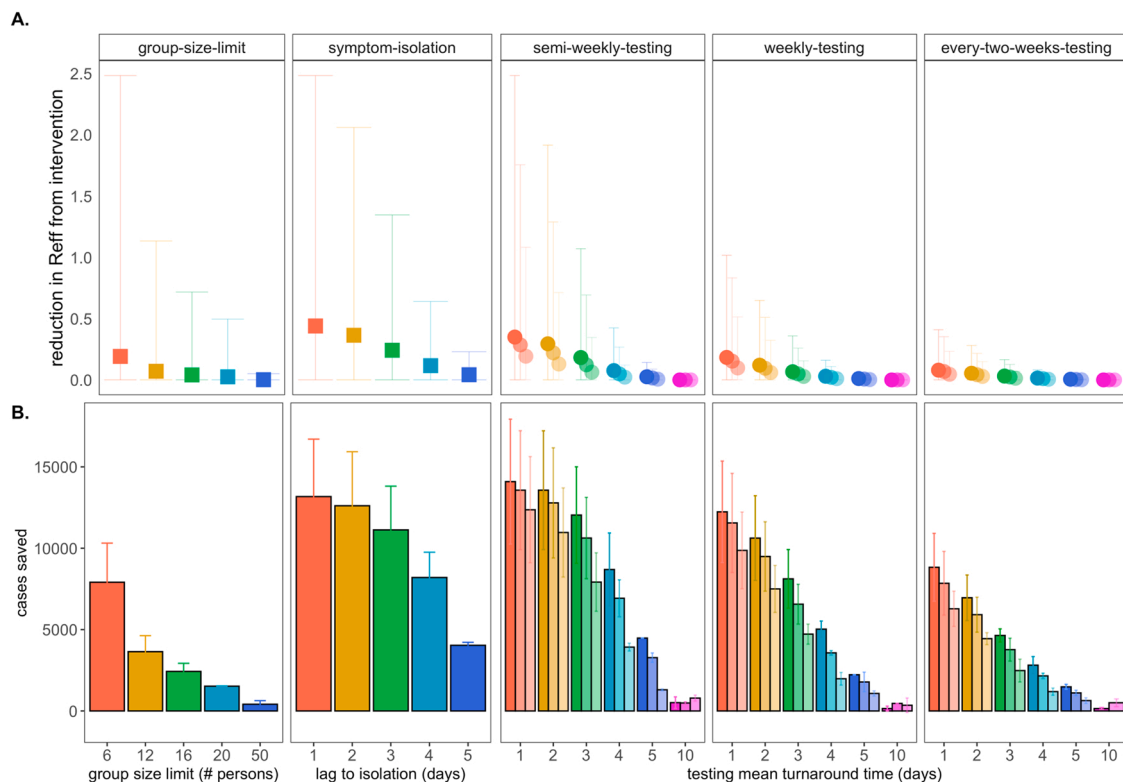 A.
group-size-limit symptom-isolation semi-weekly-testing weekly-testing every-two-weeks-testing
reduction in Reff from intervention
2.5
2.0
1.5
1.0
0.5
0.0
B.
cases saved
15000
10000
5000
0
6 12 16 20 50 1 2 3 4 5 1 2 3 4 5 10 1 2 3 4 5 10 1 2 3 4 5 10
group size limit (# persons) lag to isolation (days) testing mean turnaround time (days)